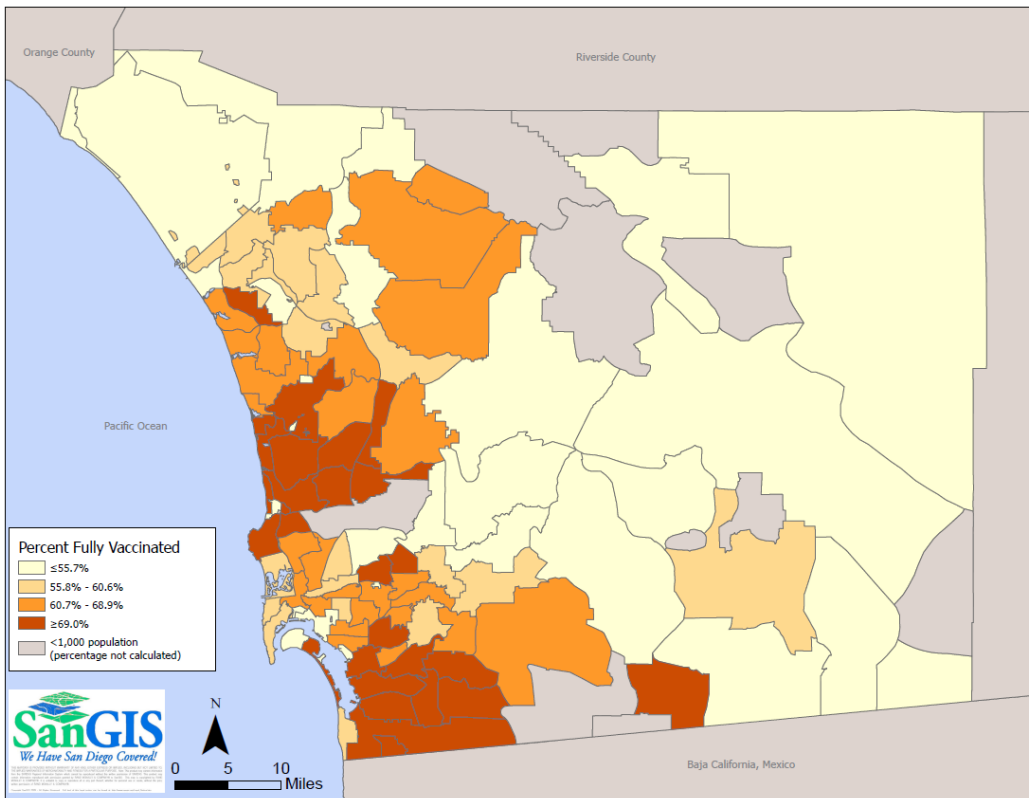 Orange County
Riverside County
Pacific Ocean
Percent Fully Vaccinated
≤55.7%
55.8% - 60.6%
60.7% - 68.9%
≥69.0%
<1,000 population
(percentage not calculated)
SanGIS
We Have San Diego Covered!
N
0 5 10
Miles
Baja California, Mexico